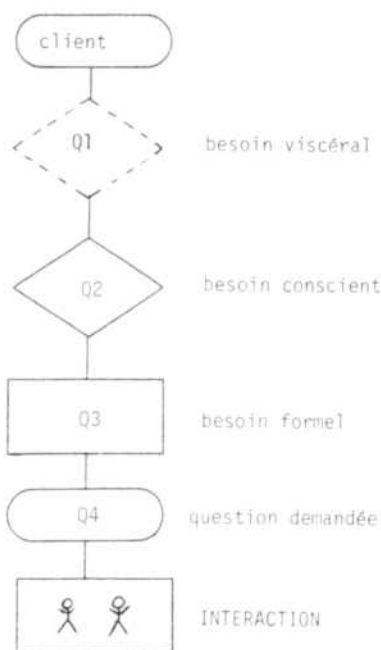 client
Q1 besoin viscéral
Q2 besoin conscient
Q3 besoin formel
Q4 question demandée
INTERACTION